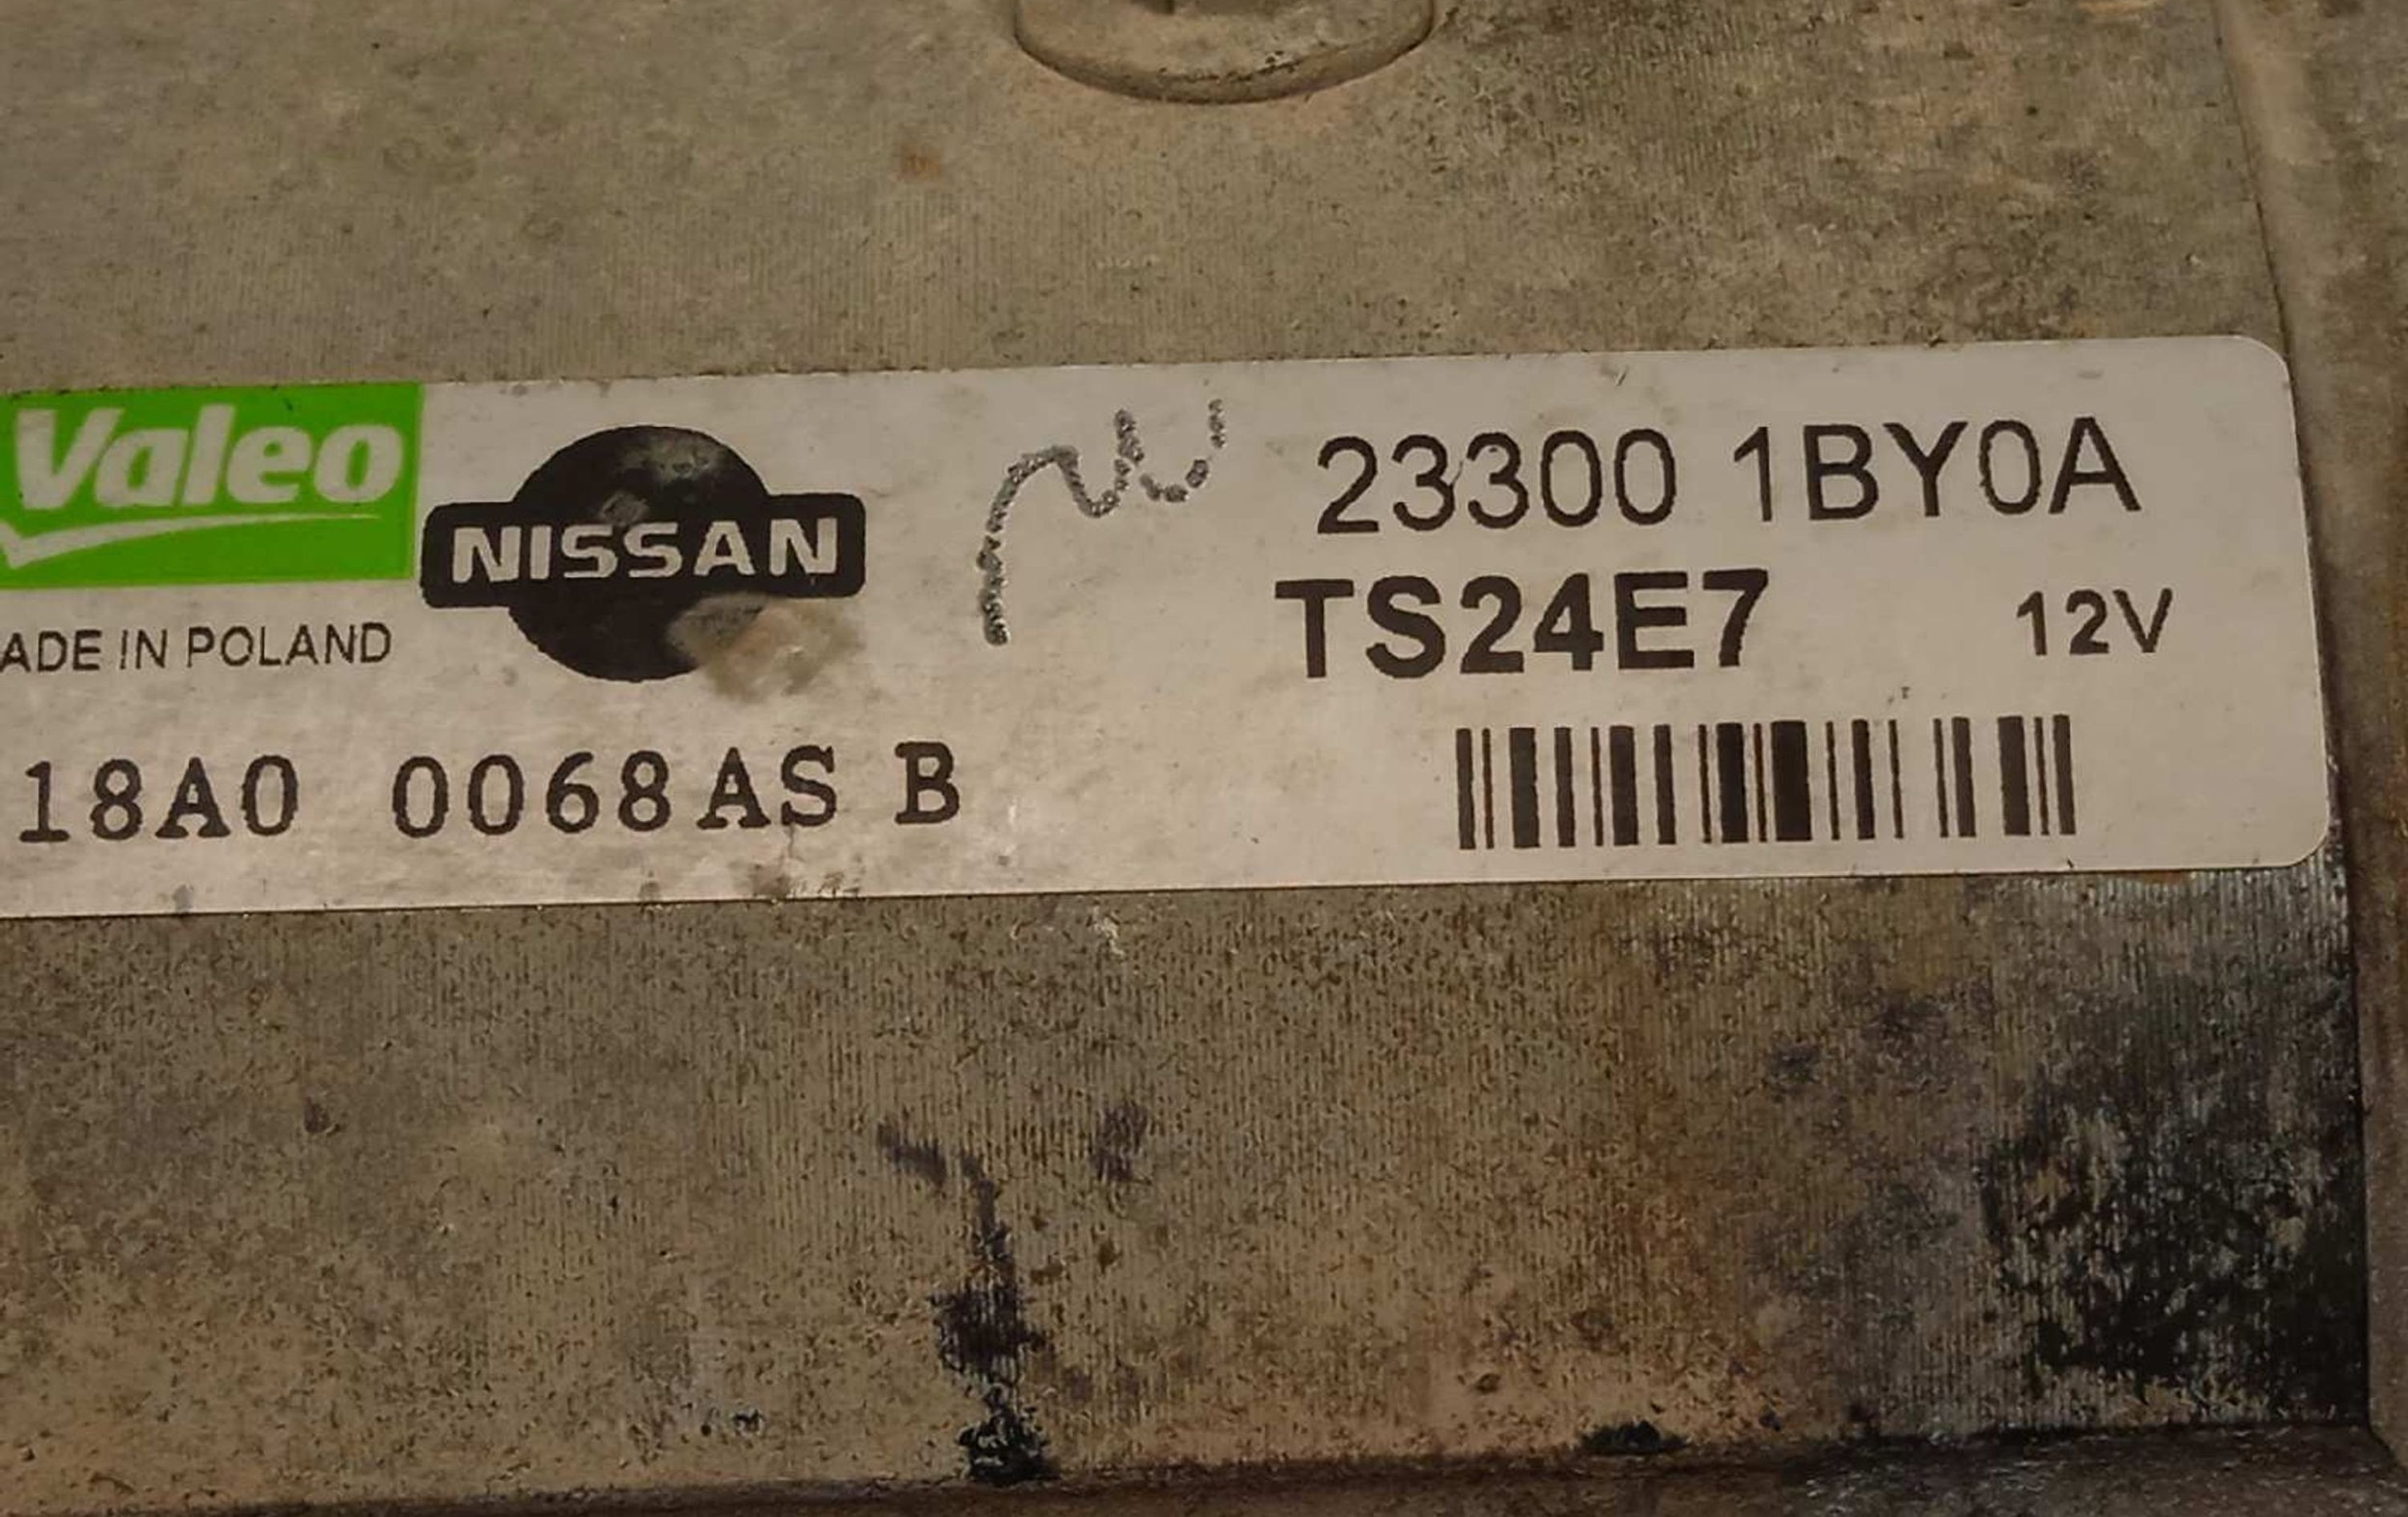 Valeo
NISSAN
23300 1BY0A
ADE IN POLAND
TS24E7 12V
18A0 0068AS B